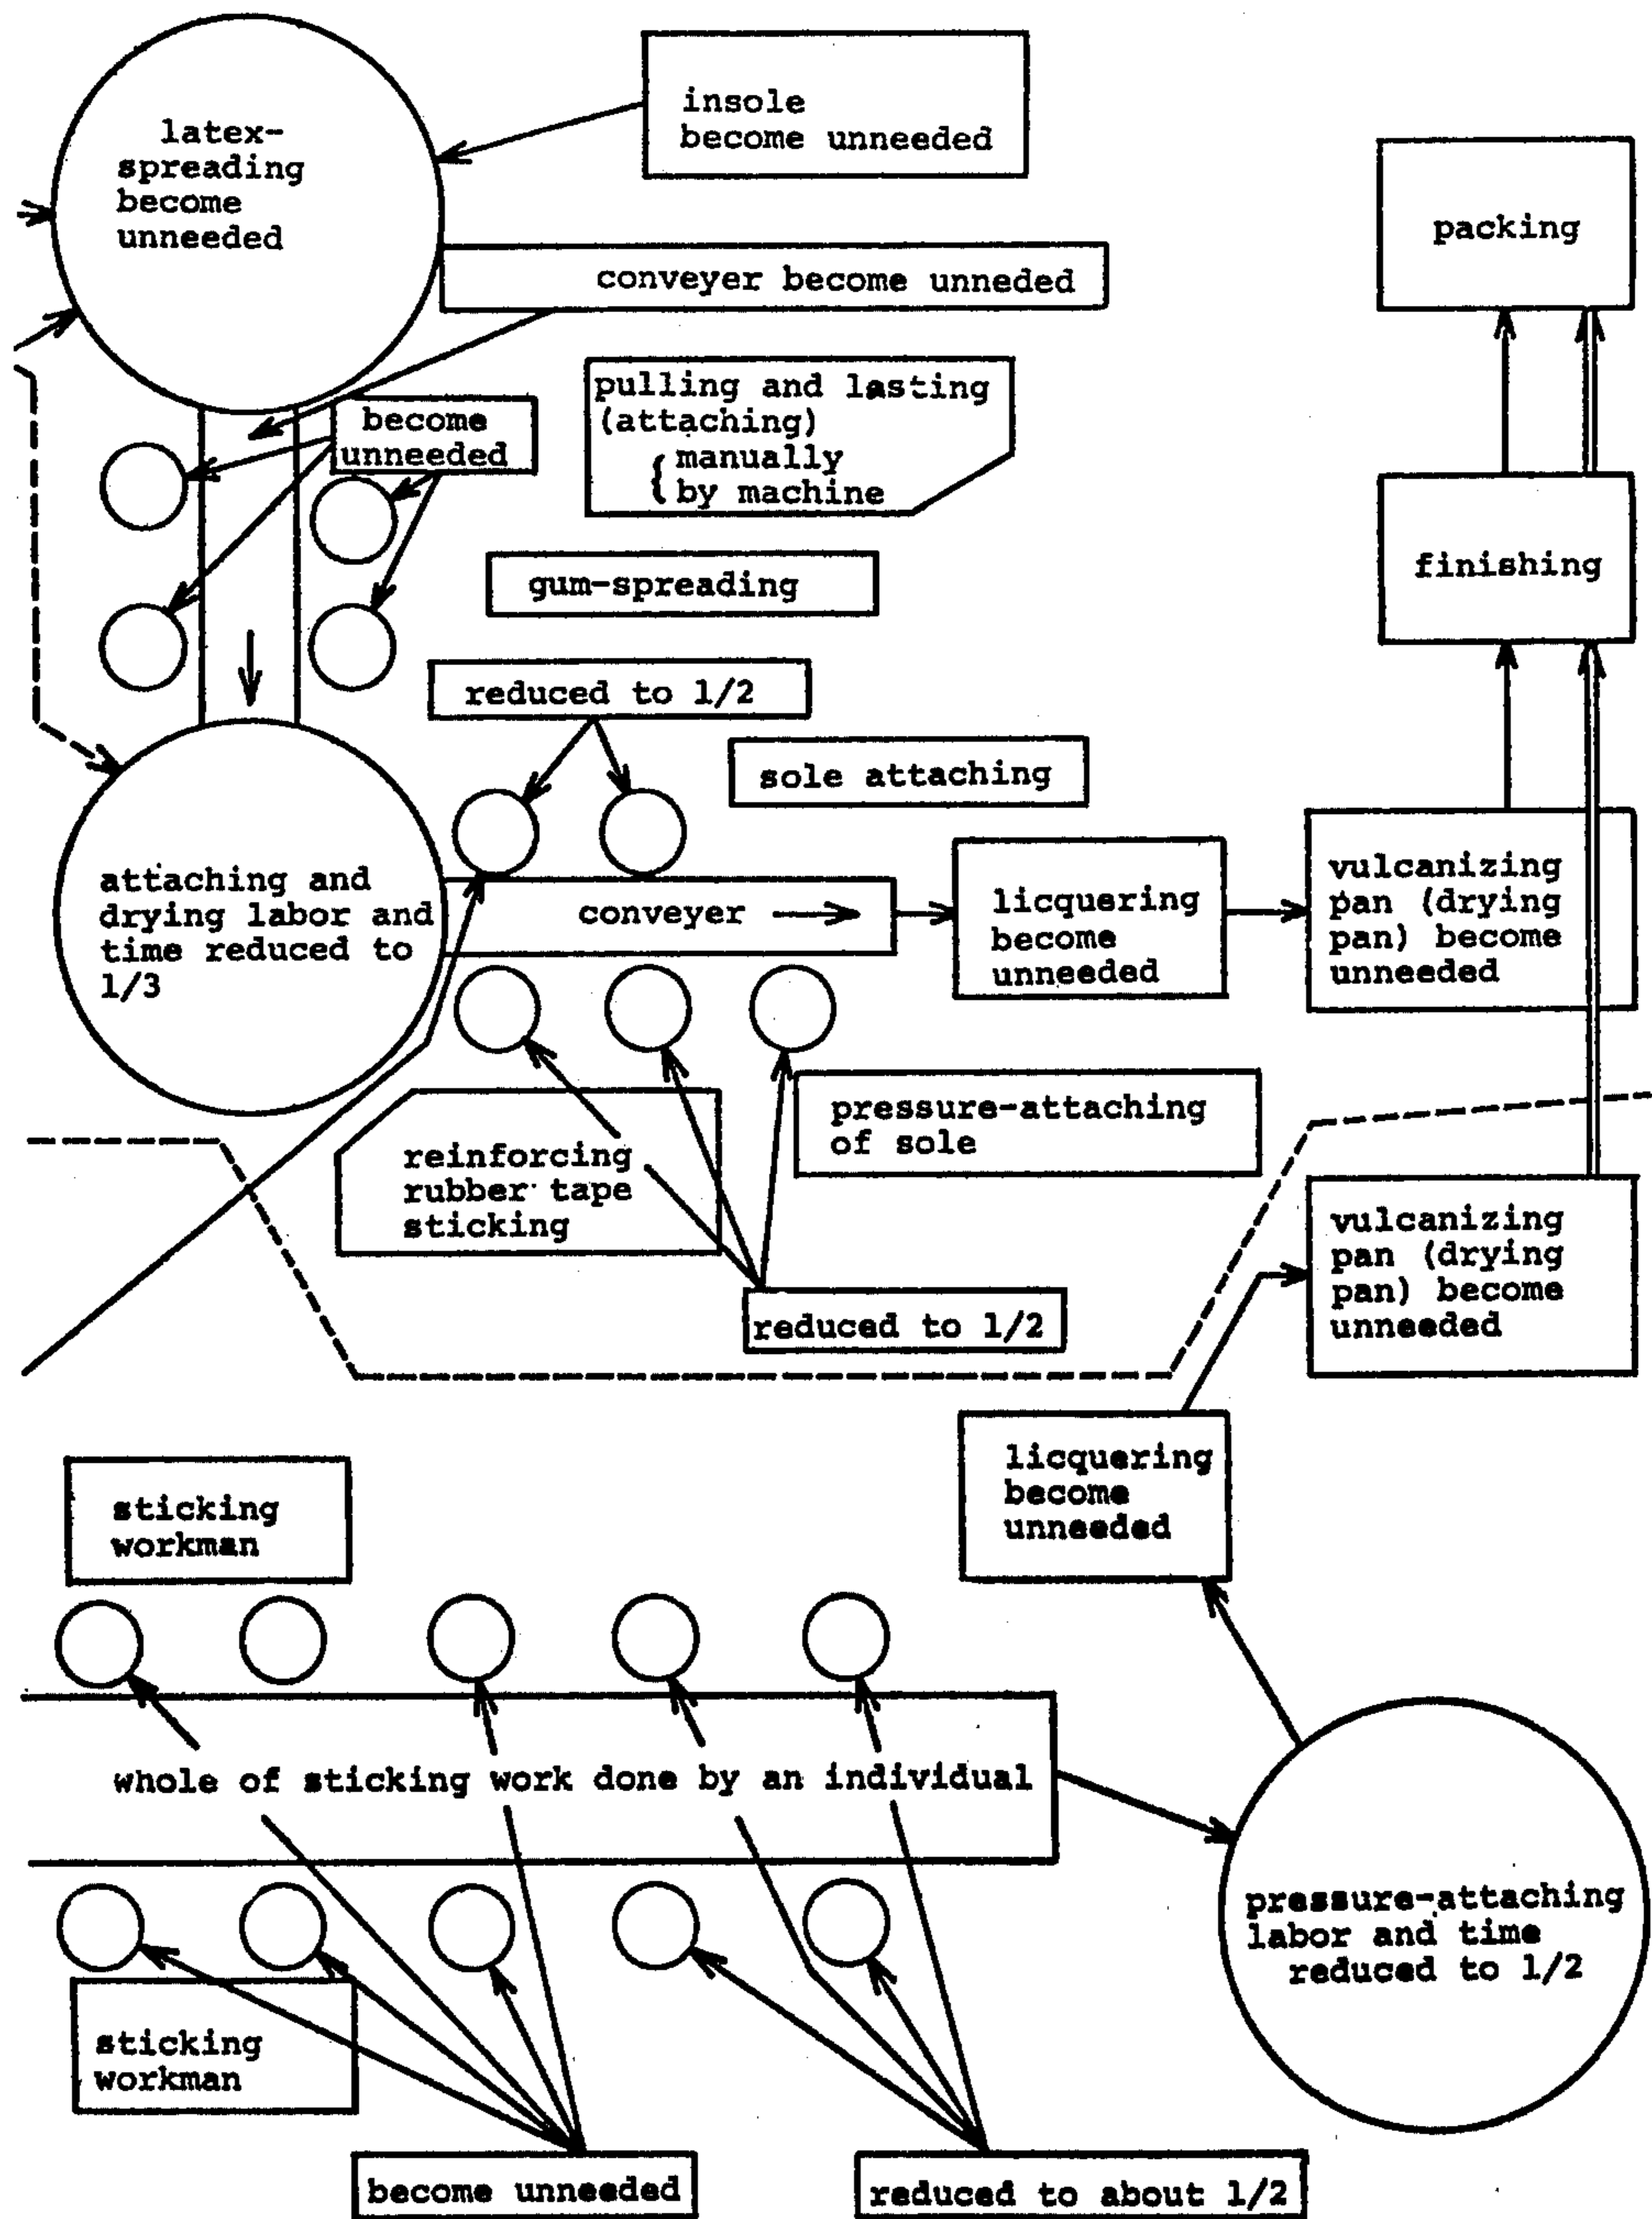 insole
become unneeded
latex-
spreading
become
unneeded
packing
conveyer become unneded
pulling and lasting
(attaching)
{ manually
by machine
become
unneeded
finishing
gum-spreading
reduced to 1/2
sole attaching
attaching and
drying labor and
time reduced to
1/3
conveyer
licquering
become
unneeded
vulcanizing
pan (drying
pan) become
unneeded
pressure-attaching
of sole
reinforcing
rubber tape
sticking
reduced to 1/2
vulcanizing
pan (drying
pan) become
unneeded
licquering
become
unneeded
sticking
workman
whole of sticking work done by an individual
pressure-attaching
labor and time
reduced to 1/2
sticking
workman
become unneeded
reduced to about 1/2